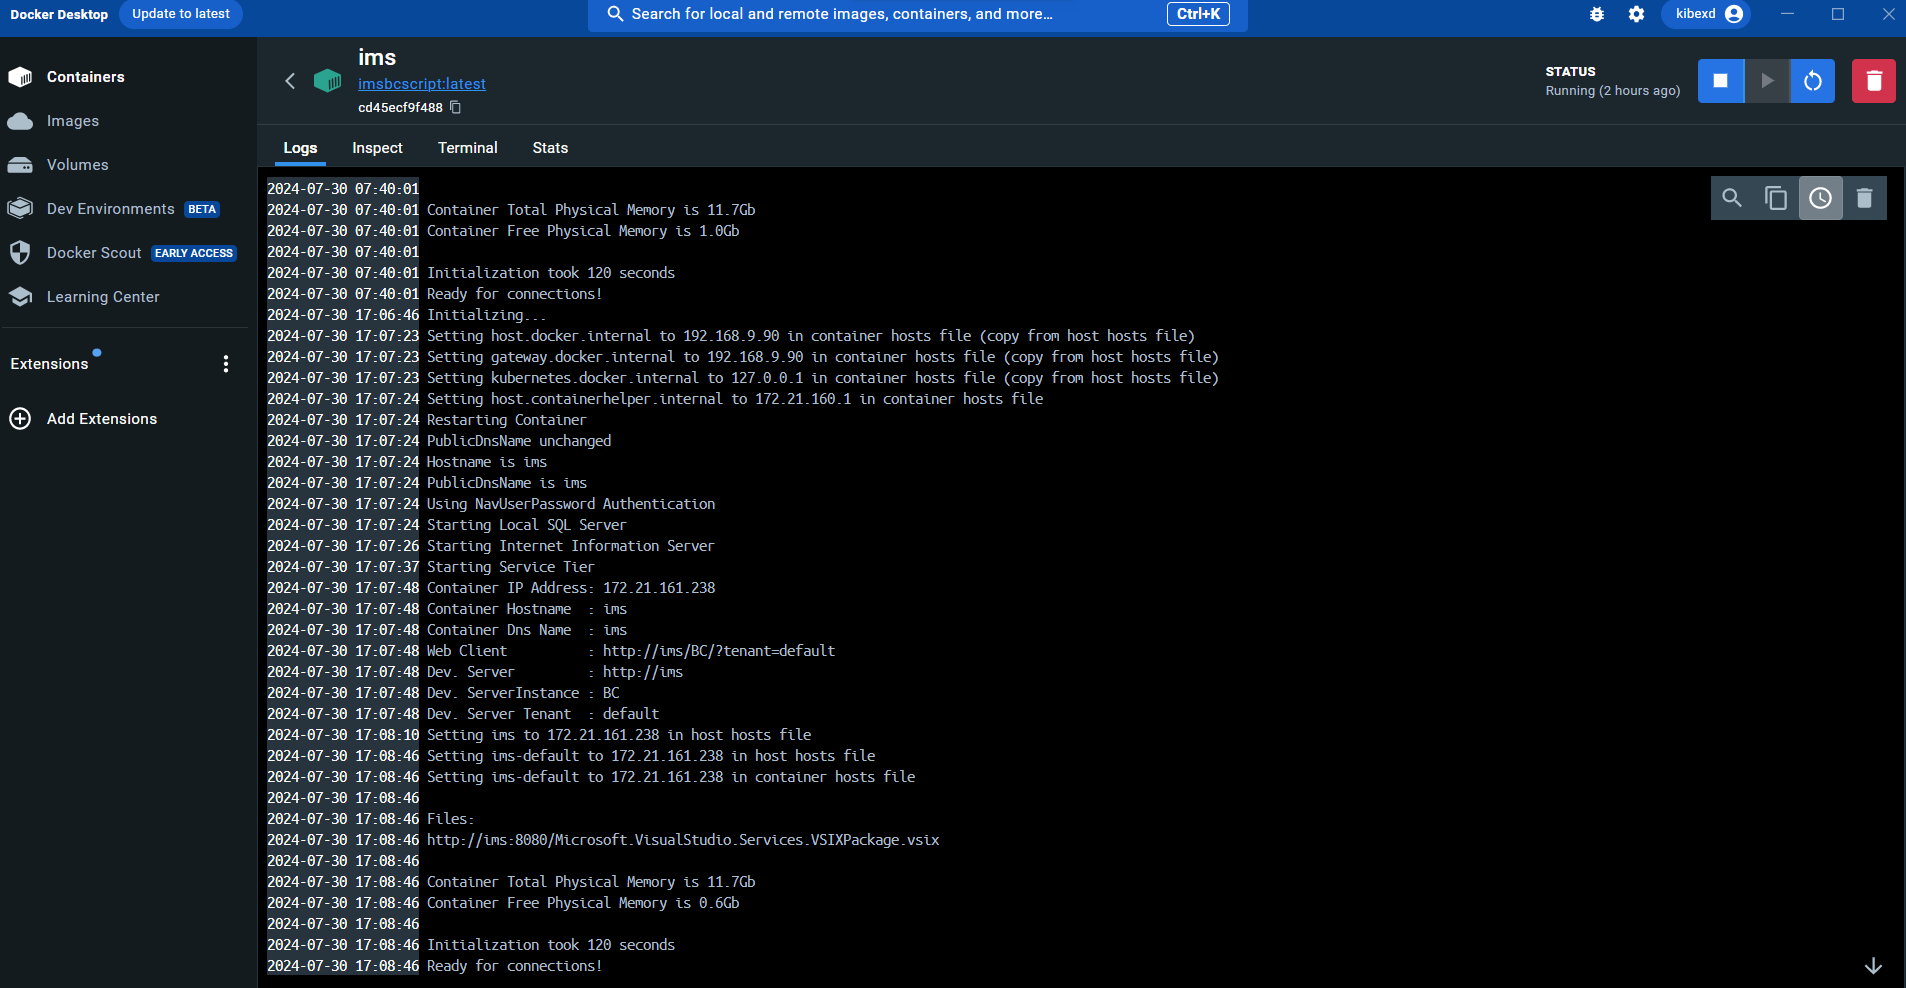 Docker Desktop
Update to latest
Search for local and remote images, containers, and more...
Ctrl+K
kibexd
Containers
Images
Volumes
Dev Environments BETA
Docker Scout EARLY ACCESS
Learning Center
Extensions
Add Extensions
ims
imsbcscript:latest
cd45ecf9f488
STATUS
Running (2 hours ago)
Logs Inspect Terminal Stats
2024-07-30 07:40:01
2024-07-30 07:40:01 Container Total Physical Memory is 11.7Gb
2024-07-30 07:40:01 Container Free Physical Memory is 1.0Gb
2024-07-30 07:40:01
2024-07-30 07:40:01 Initialization took 120 seconds
2024-07-30 07:40:01 Ready for connections!
2024-07-30 17:06:46 Initializing...
2024-07-30 17:07:23 Setting host.docker.internal to 192.168.9.90 in container hosts file (copy from host hosts file)
2024-07-30 17:07:23 Setting gateway.docker.internal to 192.168.9.90 in container hosts file (copy from host hosts file)
2024-07-30 17:07:23 Setting kubernetes.docker.internal to 127.0.0.1 in container hosts file (copy from host hosts file)
2024-07-30 17:07:24 Setting host.containerhelper.internal to 172.21.160.1 in container hosts file
2024-07-30 17:07:24 Restarting Container
2024-07-30 17:07:24 PublicDnsName unchanged
2024-07-30 17:07:24 Hostname is ims
2024-07-30 17:07:24 PublicDnsName is ims
2024-07-30 17:07:24 Using NavUserPassword Authentication
2024-07-30 17:07:24 Starting Local SQL Server
2024-07-30 17:07:26 Starting Internet Information Server
2024-07-30 17:07:37 Starting Service Tier
2024-07-30 17:07:48 Container IP Address: 172.21.161.238
2024-07-30 17:07:48 Container Hostname  : ims
2024-07-30 17:07:48 Container Dns Name  : ims
2024-07-30 17:07:48 Web Client          : http://ims/BC/?tenant=default
2024-07-30 17:07:48 Dev. Server         : http://ims
2024-07-30 17:07:48 Dev. ServerInstance : BC
2024-07-30 17:07:48 Dev. Server Tenant  : default
2024-07-30 17:08:10 Setting ims to 172.21.161.238 in host hosts file
2024-07-30 17:08:46 Setting ims-default to 172.21.161.238 in host hosts file
2024-07-30 17:08:46 Setting ims-default to 172.21.161.238 in container hosts file
2024-07-30 17:08:46
2024-07-30 17:08:46 Files:
2024-07-30 17:08:46 http://ims:8080/Microsoft.VisualStudio.Services.VSIXPackage.vsix
2024-07-30 17:08:46
2024-07-30 17:08:46 Container Total Physical Memory is 11.7Gb
2024-07-30 17:08:46 Container Free Physical Memory is 0.6Gb
2024-07-30 17:08:46
2024-07-30 17:08:46 Initialization took 120 seconds
2024-07-30 17:08:46 Ready for connections!